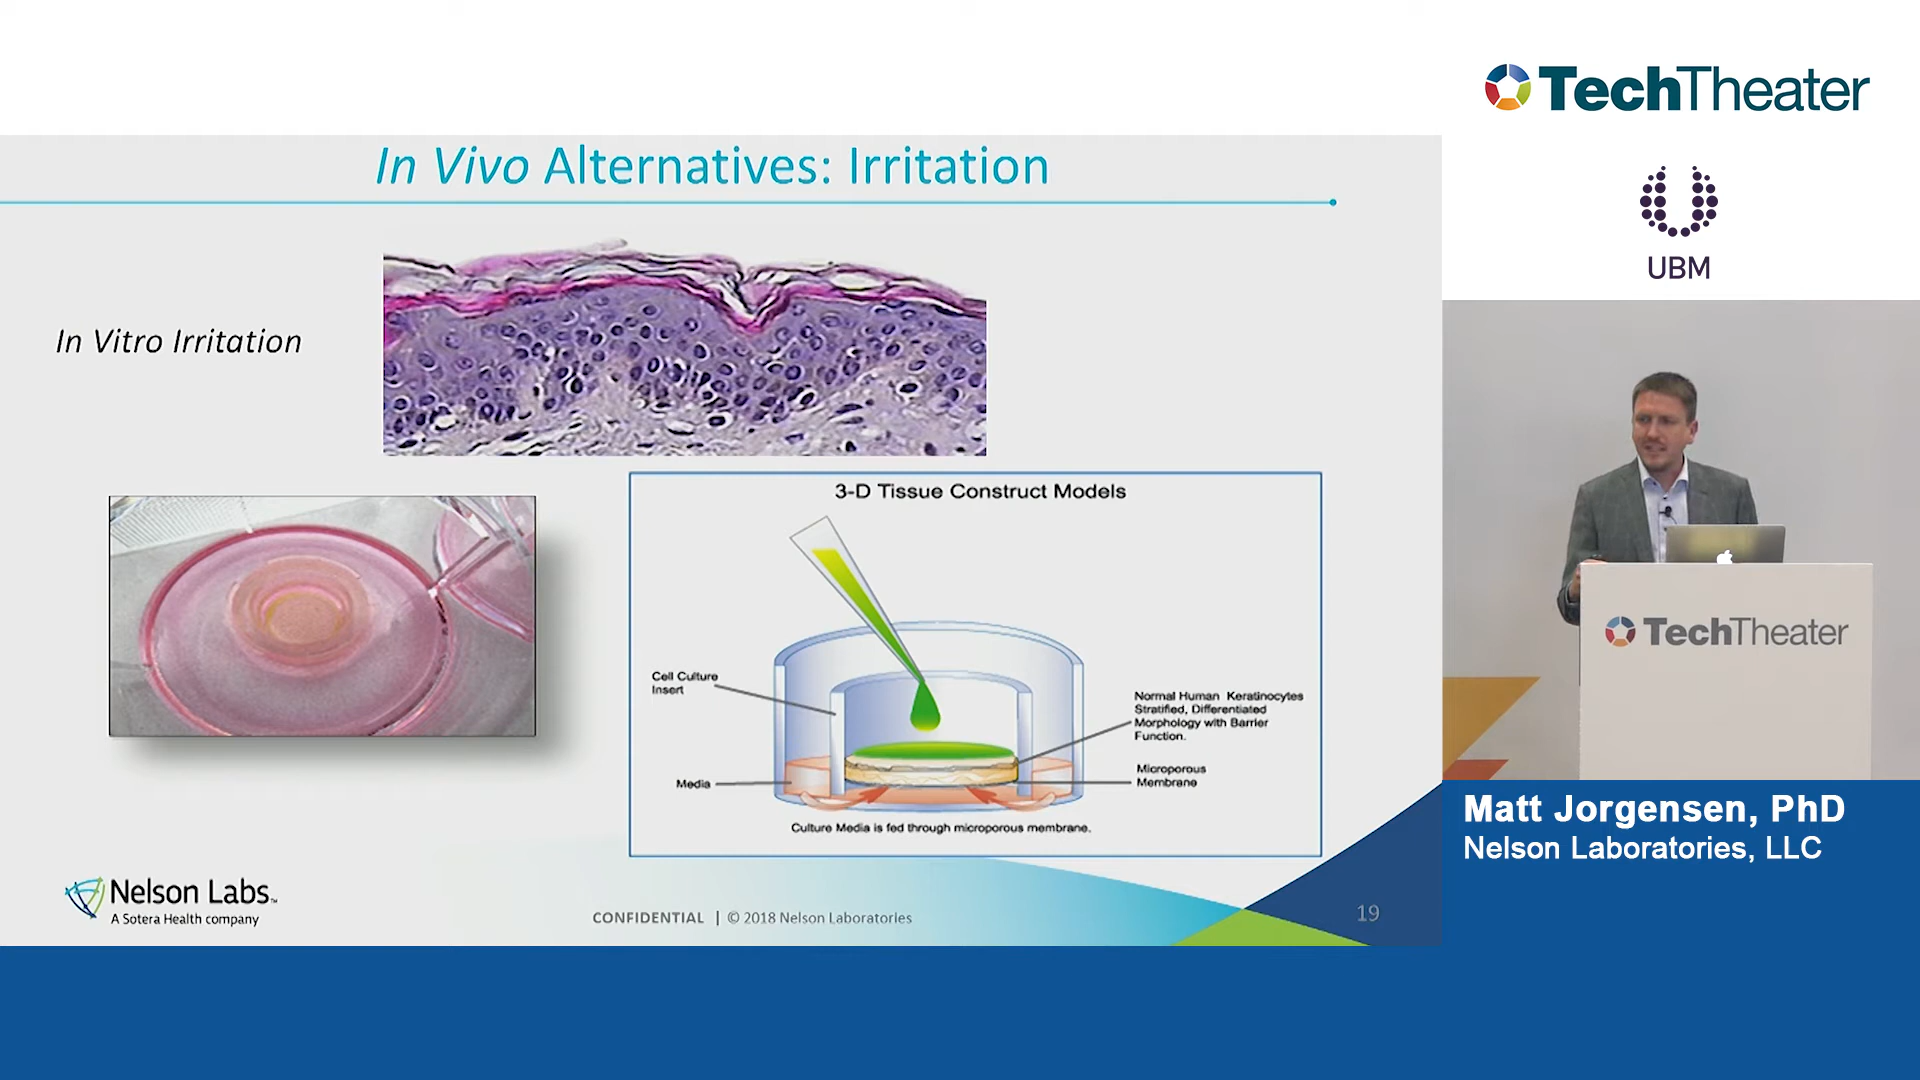 TechTheater
UBM
In Vivo Alternatives: Irritation
In Vitro Irritation
3-D Tissue Construct Models
Cell Culture
Insert
Normal Human Keratinocytes
Stratified, Differentiated
Morphology with Barrier
Function.
Microporous
Membrane
Media
Culture Media is fed through microporous membrane.
Nelson Labs™
A Sotera Health company
CONFIDENTIAL | © 2018 Nelson Laboratories
19
TechTheater
Matt Jorgensen, PhD
Nelson Laboratories, LLC